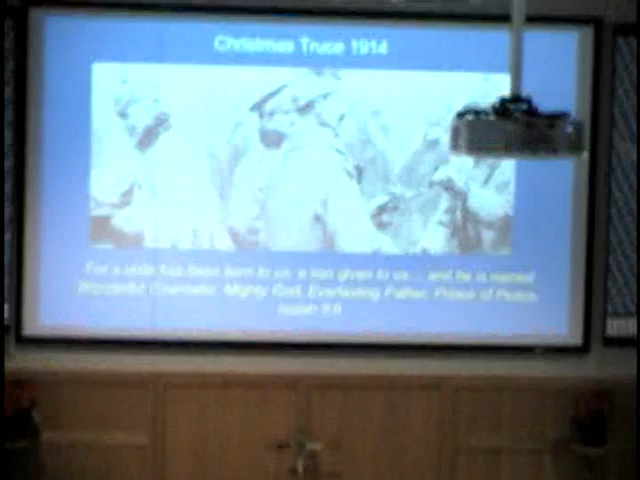 Christmas Truce 1914
For a child has been born to us, a son given to us... and he is named
Wonderful Counselor, Mighty God, Everlasting Father, Prince of Peace.
Isaiah 9:6